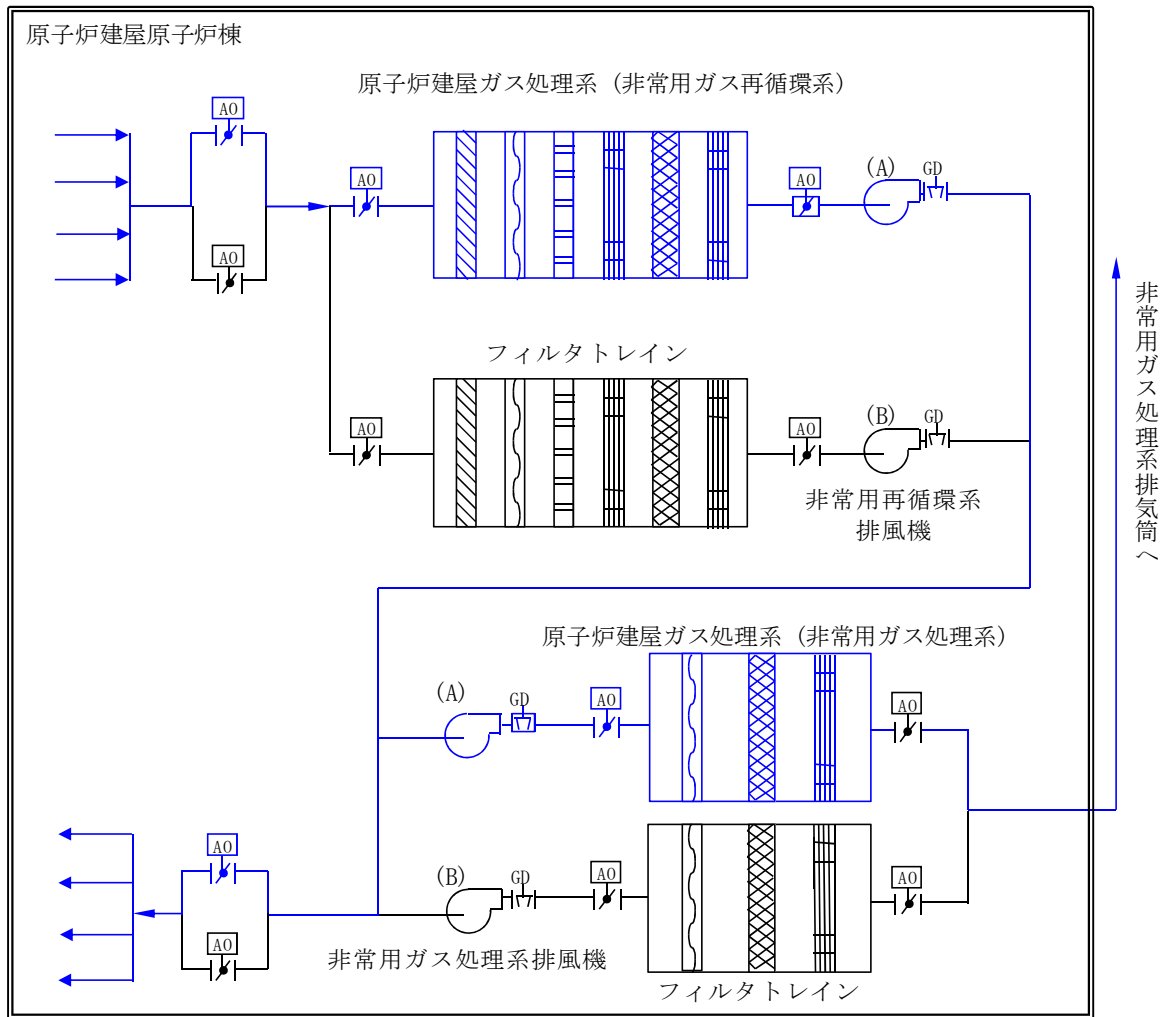 原子炉建屋原子炉棟
原子炉建屋ガス処理系（非常用ガス再循環系）
AO
AO
AO
(A)
GD
AO
フィルタトレイン
AO
AO
(B)
GD
非常用再循環系
排風機
非常用ガス処理系排気筒へ
原子炉建屋ガス処理系（非常用ガス処理系）
(A)
GD
AO
AO
AO
(B)
GD
AO
AO
AO
非常用ガス処理系排風機
フィルタトレイン